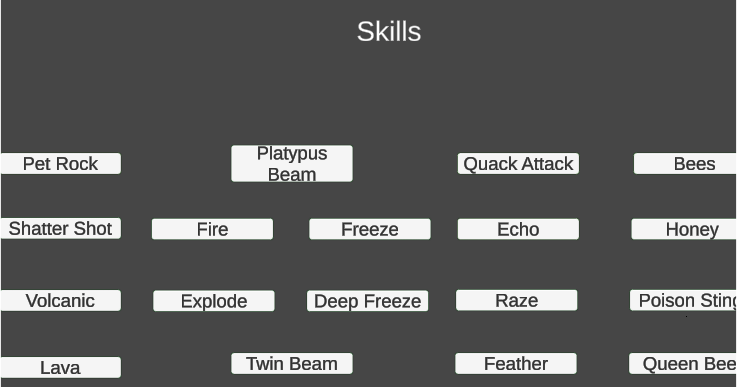 Skills
Pet Rock
Platypus
Beam
Quack Attack
Bees
Shatter Shot
Fire
Freeze
Echo
Honey
Volcanic
Explode
Deep Freeze
Raze
Poison Sting
Lava
Twin Beam
Feather
Queen Bee